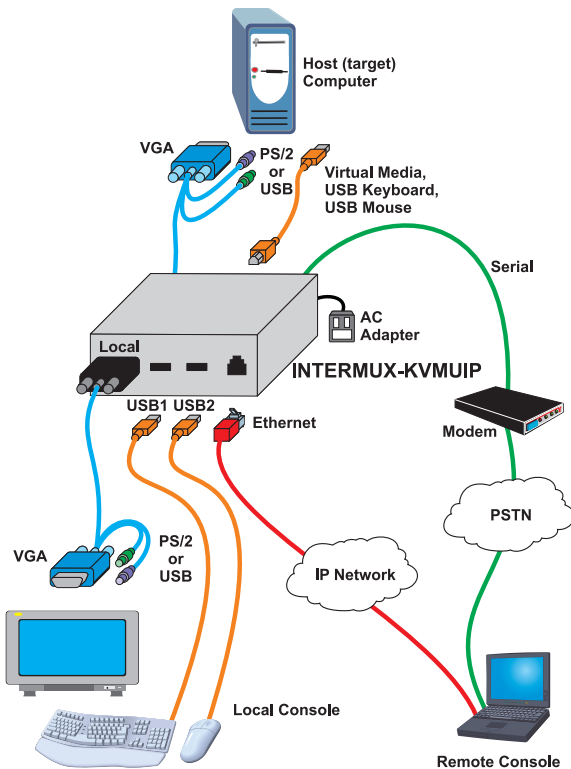 Host (target)
Computer
VGA
PS/2
or
USB
Virtual Media,
USB Keyboard,
USB Mouse
Serial
AC
Adapter
Local
INTERMUX-KVMUIP
USB1 USB2
Ethernet
Modem
PSTN
VGA
PS/2
or
USB
IP Network
Local Console
Remote Console